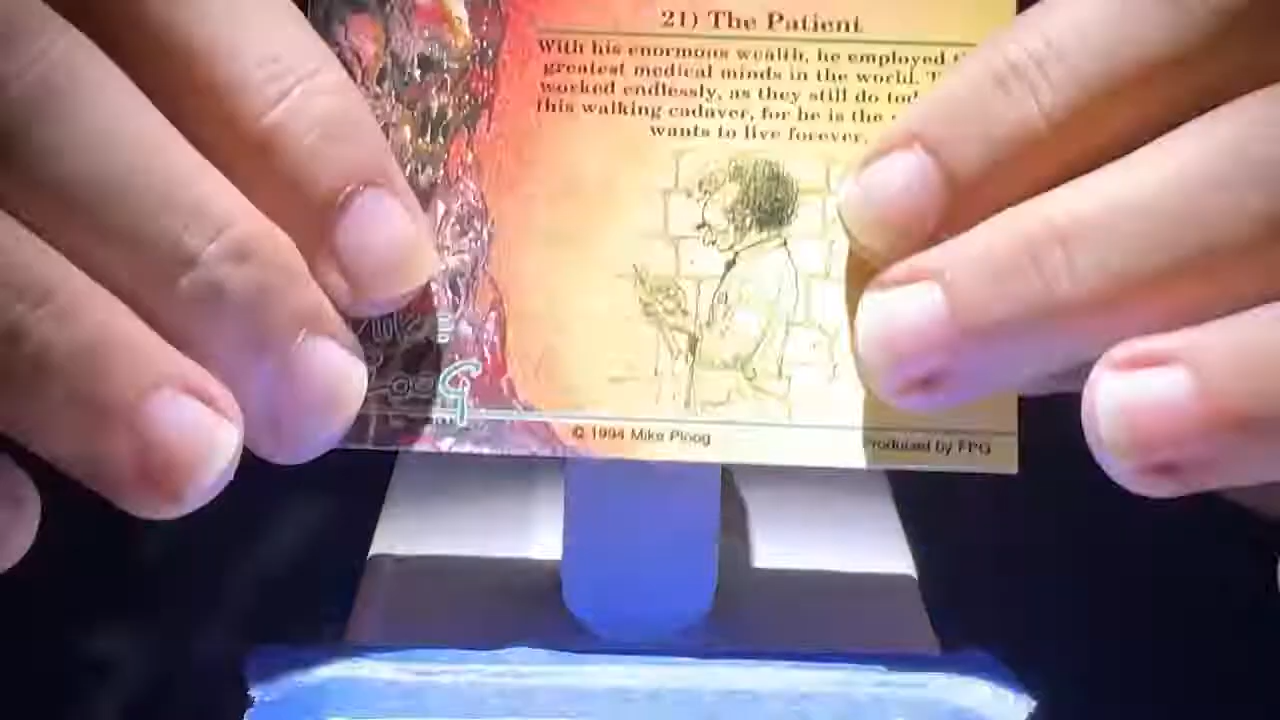 21) The Patient
With his enormous wealth, he employed
greatest medical minds in the world.
worked endlessly, as they still do
this walking cadaver, for he is the
wants to live forever.
© 1994 Mike Ploog
Produced by FPG